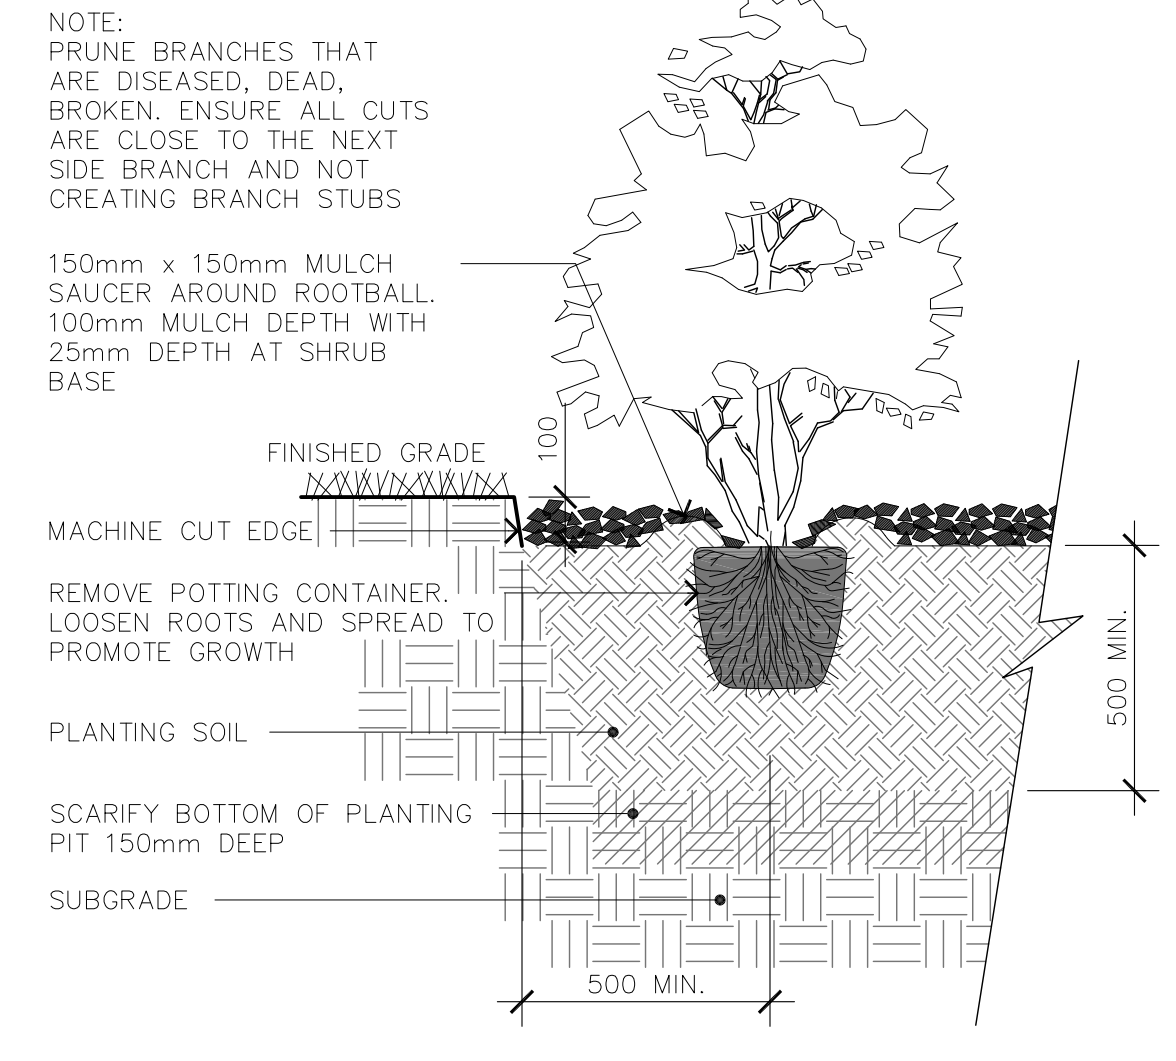 NOTE:
PRUNE BRANCHES THAT
ARE DISEASED, DEAD,
BROKEN. ENSURE ALL CUTS
ARE CLOSE TO THE NEXT
SIDE BRANCH AND NOT
CREATING BRANCH STUBS
150mm x 150mm MULCH
SAUCER AROUND ROOTBALL.
100mm MULCH DEPTH WITH
25mm DEPTH AT SHRUB
BASE
100
FINISHED GRADE
MACHINE CUT EDGE
REMOVE POTTING CONTAINER.
LOOSEN ROOTS AND SPREAD TO
PROMOTE GROWTH
500 MIN.
PLANTING SOIL
SCARIFY BOTTOM OF PLANTING
PIT 150mm DEEP
SUBGRADE
500 MIN.